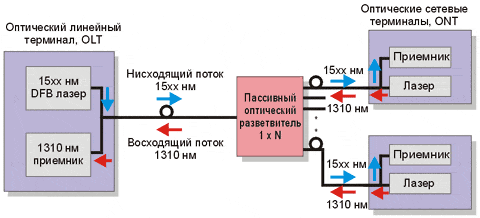 Оптический линейный
терминал, OLT
15xx нм
DFB лазер
1310 нм
приемник
Нисходящий поток
15xx нм
Восходящий поток
1310 нм
Пассивный
оптический
разветвитель
1 x N
Оптические сетевые
терминалы, ONT
15xx нм
1310 нм
Приемник
Лазер
15xx нм
1310 нм
Приемник
Лазер